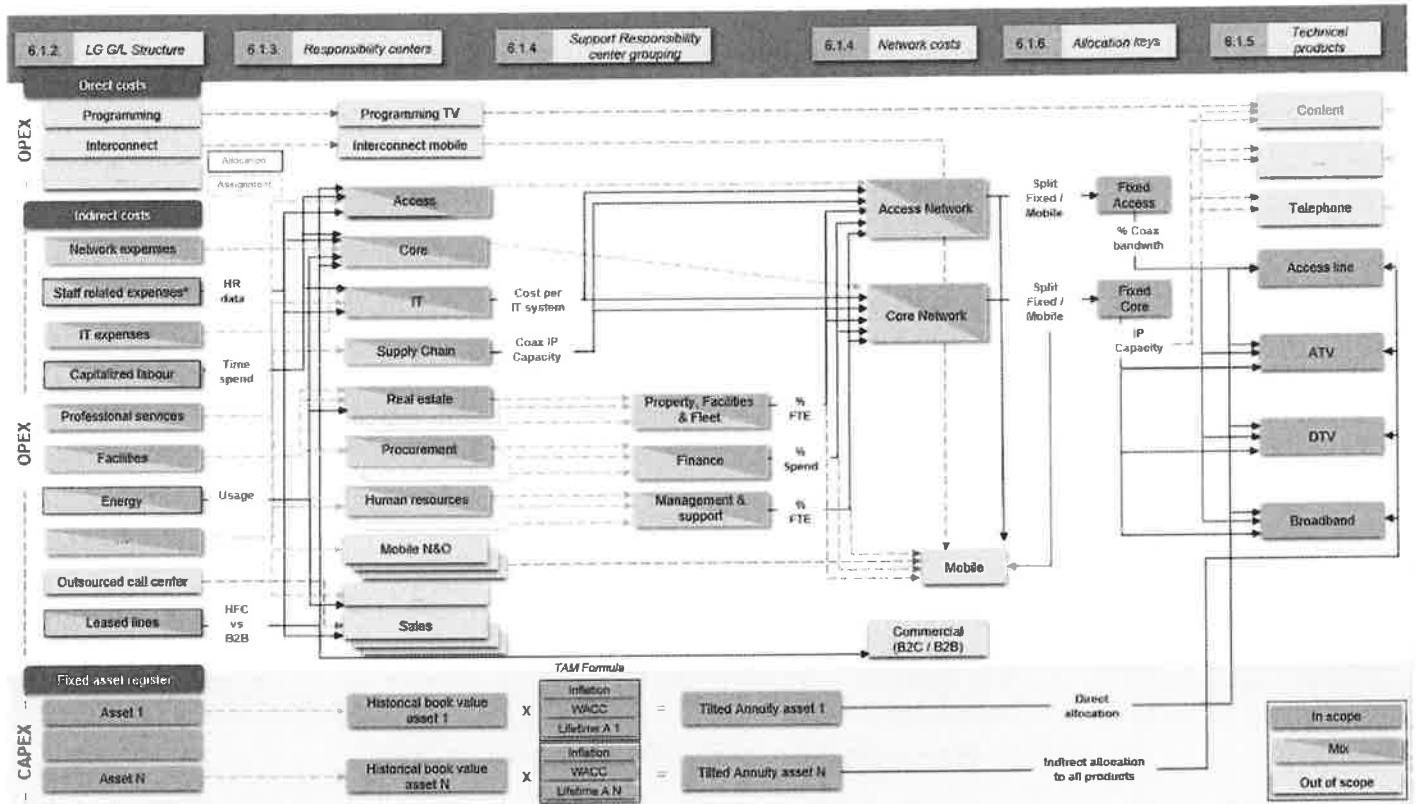 6.1.2. LG G/L Structure
6.1.3. Responsibility centers
6.1.4. Support Responsibility
center grouping
6.1.4. Network costs
6.1.6. Allocation keys
6.1.5. Technical
products
Direct costs
OPEX
Programming
Programming TV
Content
Interconnect
Interconnect mobile
Allocation
Assignment
...
Telephone
Indirect costs
OPEX
Network expenses
Staff related expenses*
HR
data
IT expenses
Capitalized labour
Time
spend
Professional services
Facilities
Energy
Usage
...
Outsourced call center
Leased lines
HFC
vs
B2B
Access
Core
IT
Cost per
IT system
Supply Chain
Coax IP
Capacity
Real estate
Procurement
Human resources
Mobile N&O
Sales
Property, Facilities
& Fleet
%
FTE
Finance
%
Spend
Management &
support
%
FTE
Access Network
Split
Fixed /
Mobile
Fixed
Access
% Coax
bandwith
Core Network
Split
Fixed /
Mobile
Fixed
Core
IP
Capacity
Mobile
Commercial
(B2C / B2B)
Access line
ATV
DTV
Broadband
Fixed asset register
CAPEX
TAM Formula
Asset 1
Historical book value
asset 1
X
Inflation
WACC
Lifetime A 1
=
Tilted Annuity asset 1
Direct
allocation
Asset N
Historical book value
asset N
X
Inflation
WACC
Lifetime A N
=
Tilted Annuity asset N
Indirect allocation
to all products
In scope
Mix
Out of scope